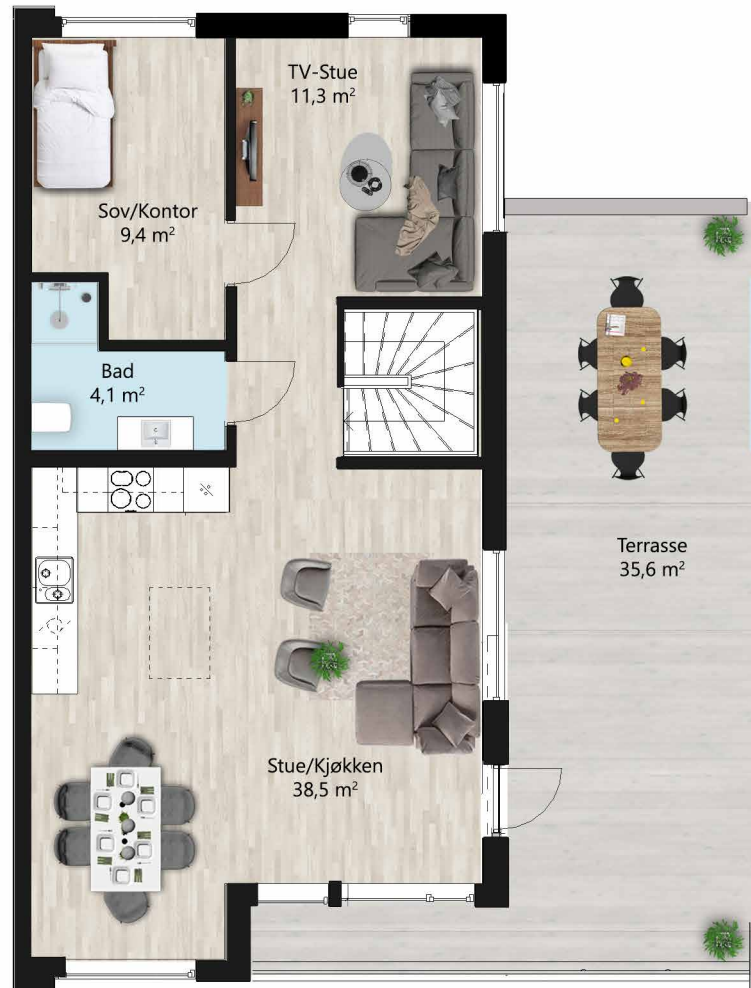 TV-Stue
11,3 m²
Sov/Kontor
9,4 m²
Bad
4,1 m²
Terrasse
35,6 m²
Stue/Kjøkken
38,5 m²